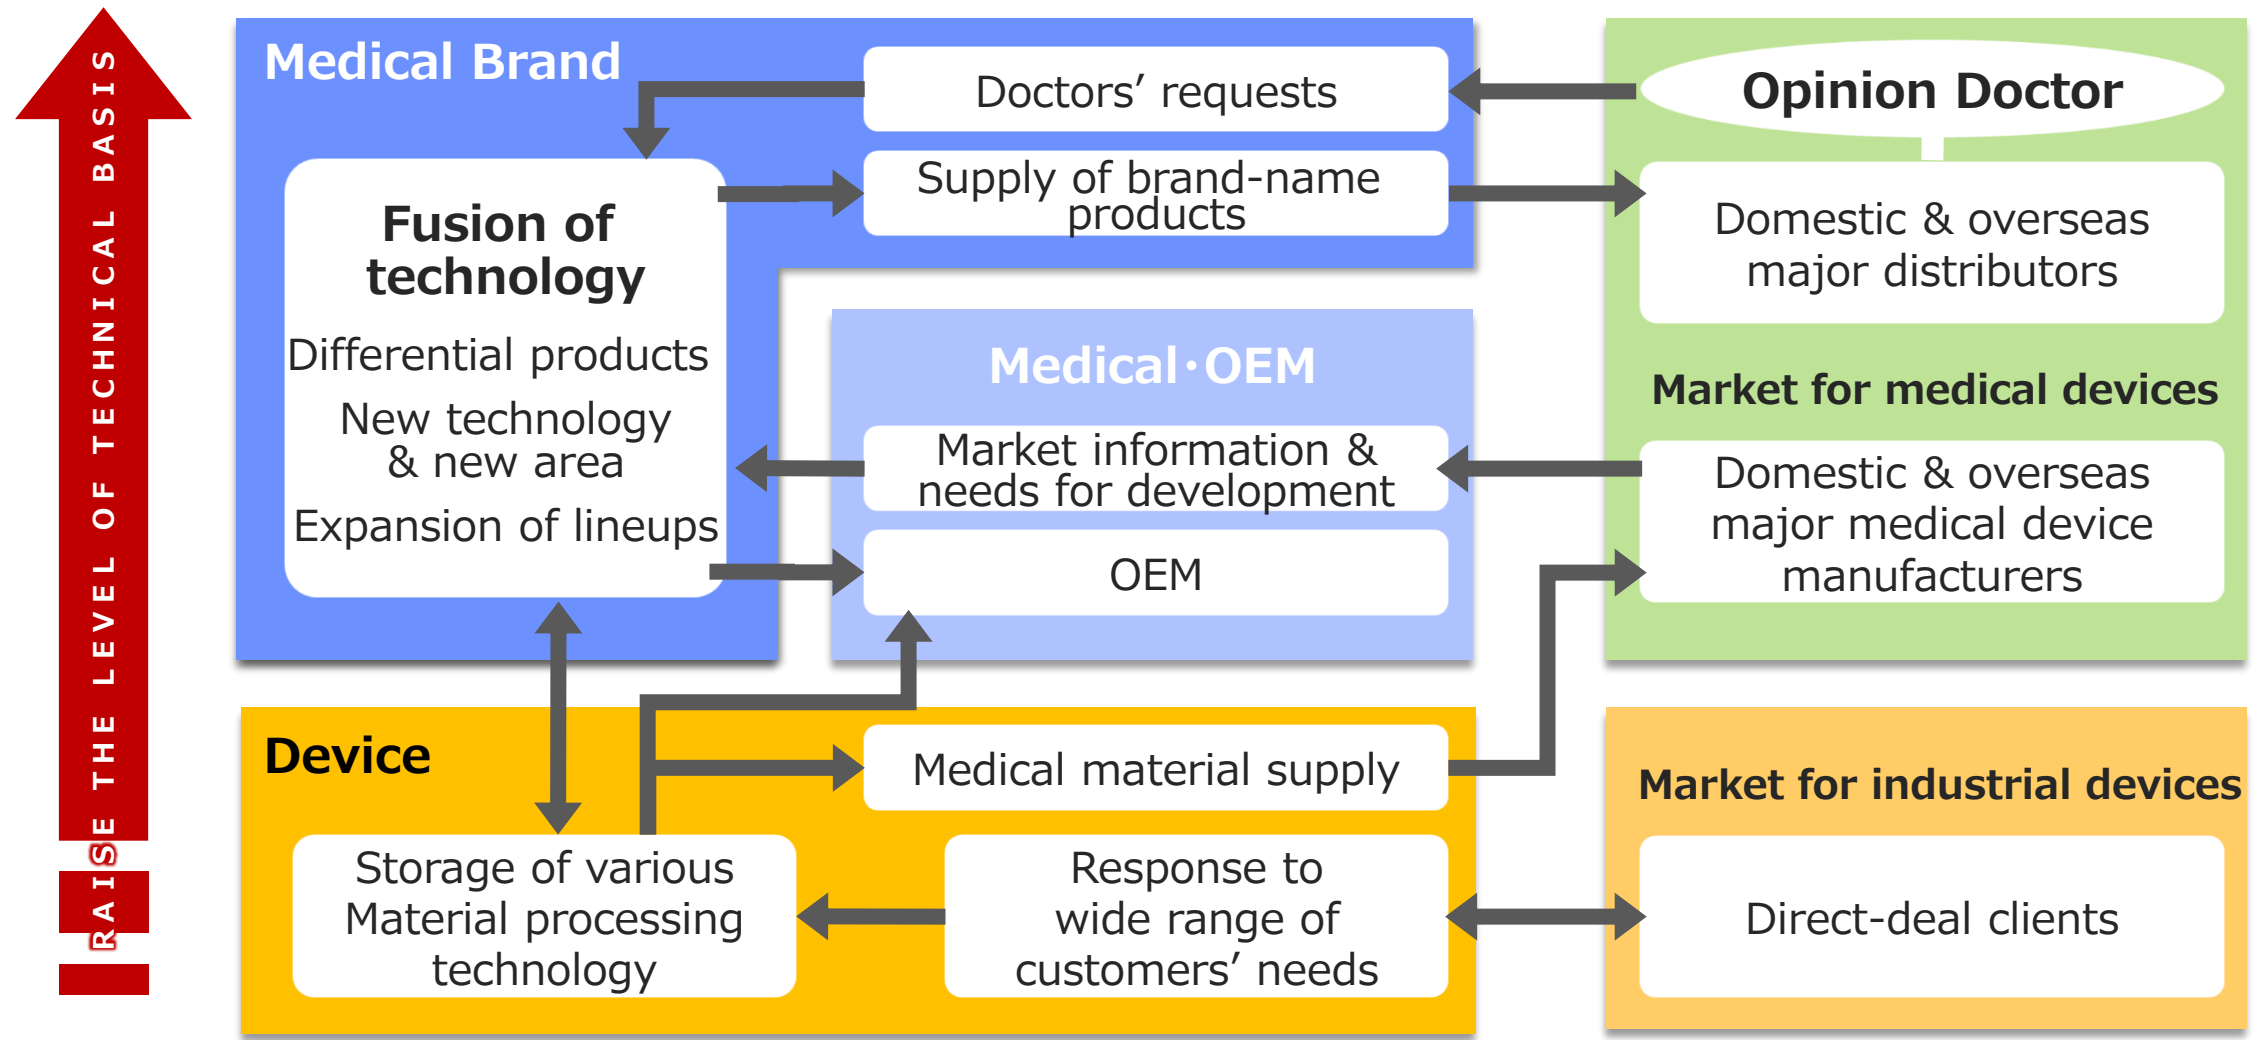 RAISE THE LEVEL OF TECHNICAL BASIS
Medical Brand
Doctors’ requests
Supply of brand-name
products
Fusion of
technology
Differential products
New technology
& new area
Expansion of lineups
Medical・OEM
Market information &
needs for development
OEM
Opinion Doctor
Domestic & overseas
major distributors
Market for medical devices
Domestic & overseas
major medical device
manufacturers
Device
Medical material supply
Storage of various
Material processing
technology
Response to
wide range of
customers’ needs
Market for industrial devices
Direct-deal clients